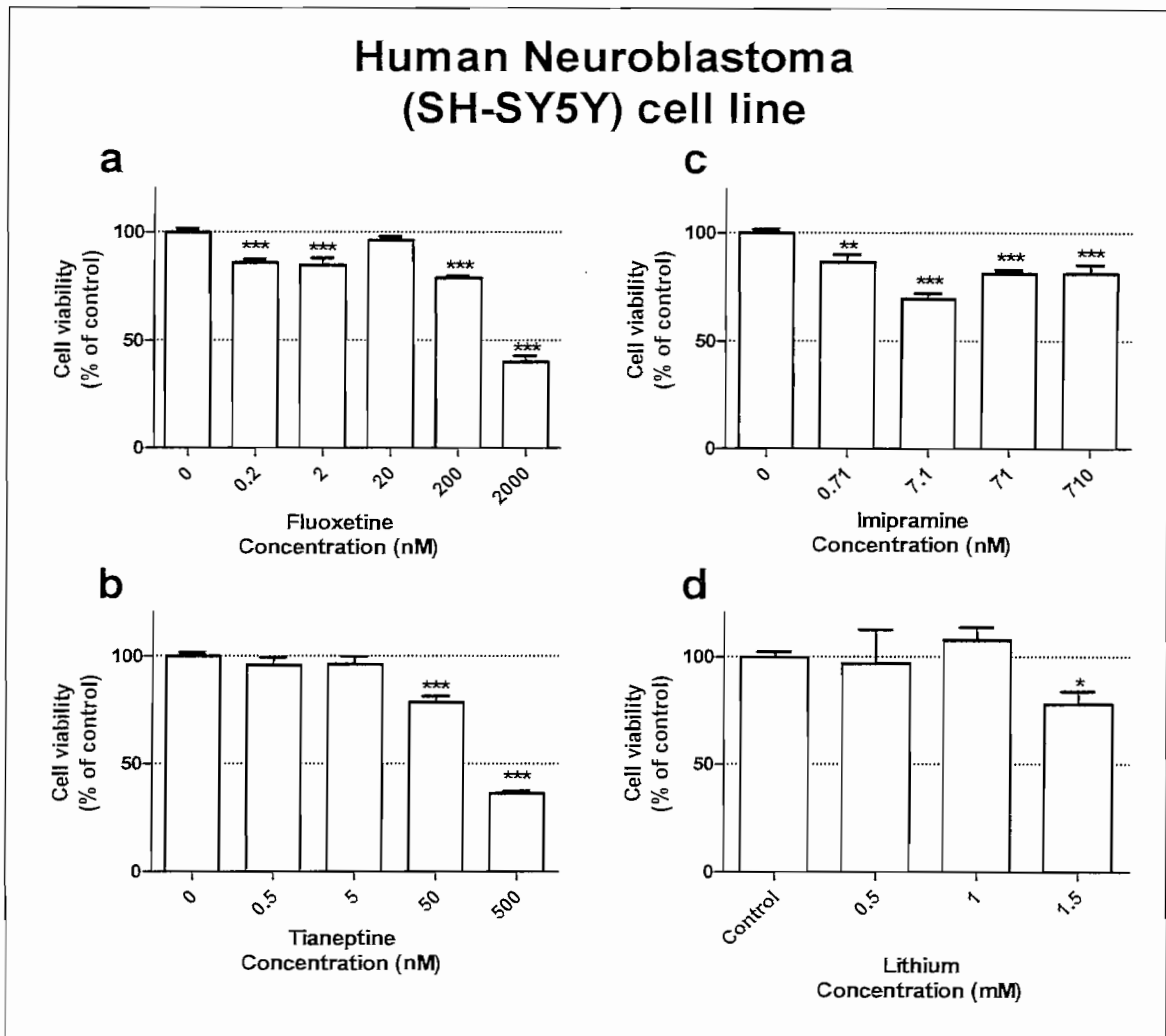 Human Neuroblastoma
(SH-SY5Y) cell line
a
Cell viability
(% of control)
100
50
0
***
***
***
***
0
0.2
2
20
200
2000
Fluoxetine
Concentration (nM)
c
Cell viability
(% of control)
100
50
0
**
***
***
***
0
0.71
7.1
71
710
Imipramine
Concentration (nM)
b
Cell viability
(% of control)
100
50
0
***
***
0
0.5
5
50
500
Tianeptine
Concentration (nM)
d
Cell viability
(% of control)
100
50
0
*
Control
0.5
1
1.5
Lithium
Concentration (mM)